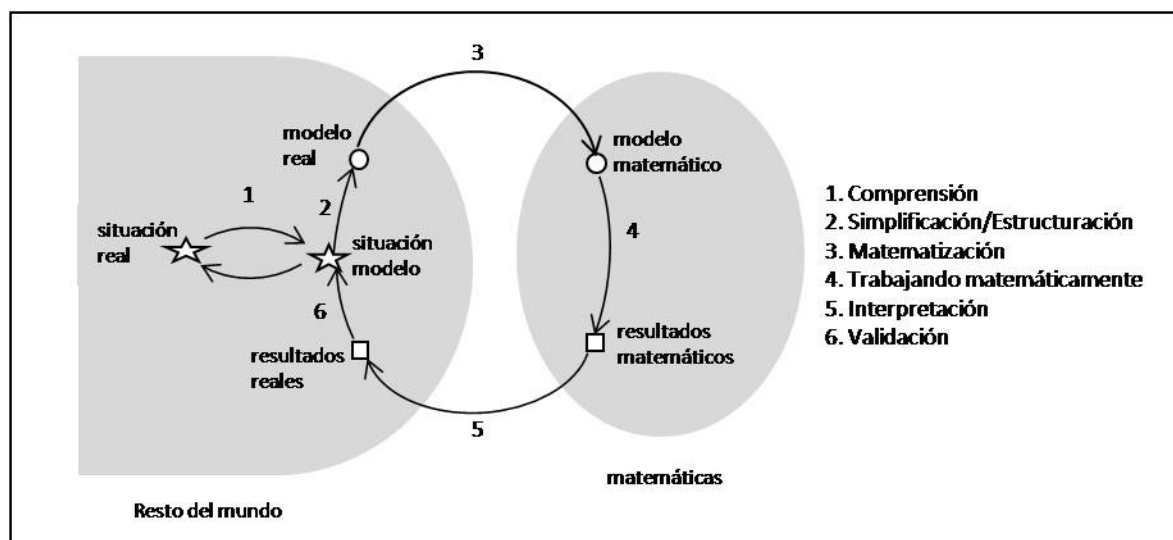 3
modelo
real
modelo
matemático
1
2
situación
real
situación
modelo
4
6
resultados
reales
resultados
matemáticos
5
matemáticas
Resto del mundo
1. Comprensión
2. Simplificación/Estructuración
3. Matematización
4. Trabajando matemáticamente
5. Interpretación
6. Validación